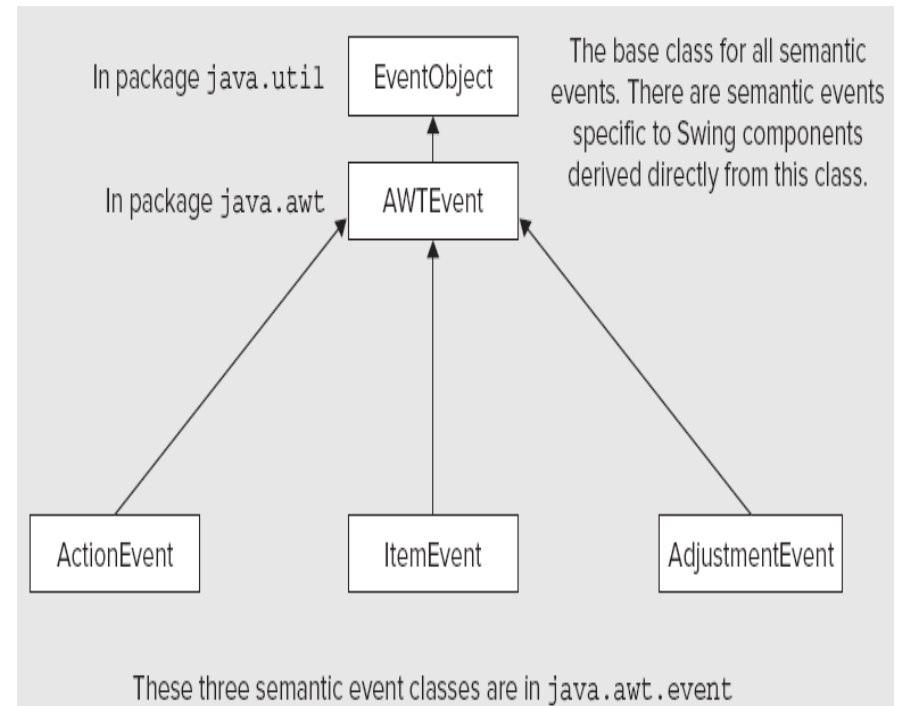 In package java.util
EventObject
The base class for all semantic
events. There are semantic events
specific to Swing components
derived directly from this class.
In package java.awt
AWTEvent
ActionEvent
ItemEvent
AdjustmentEvent
These three semantic event classes are in java.awt.event